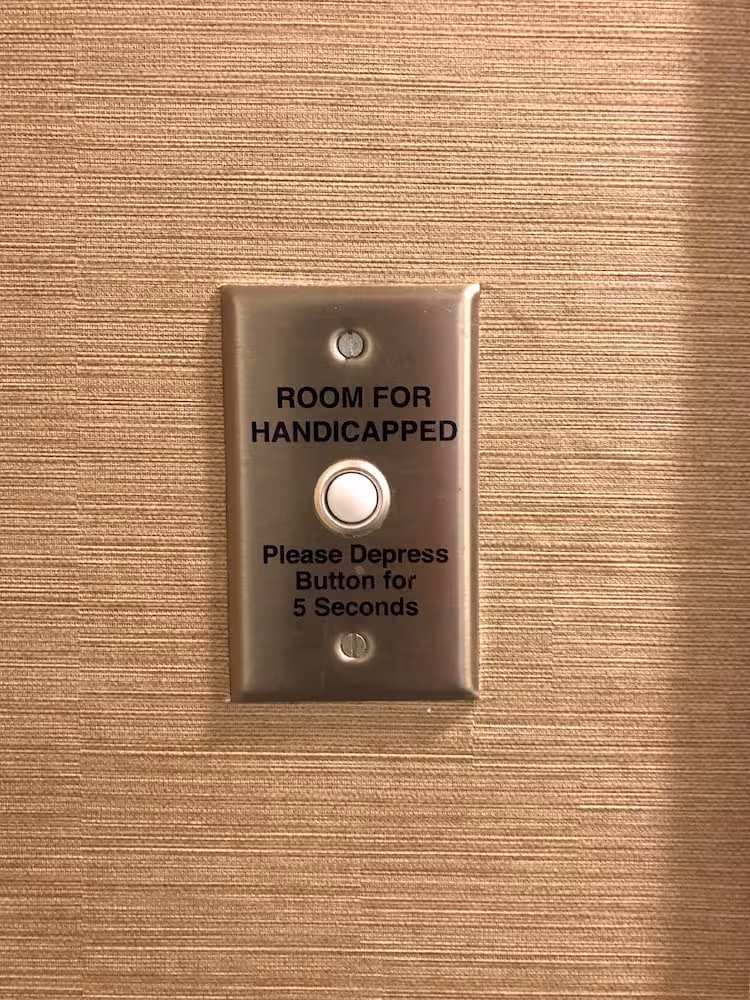 ROOM FOR
HANDICAPPED
Please Depress
Button for
5 Seconds